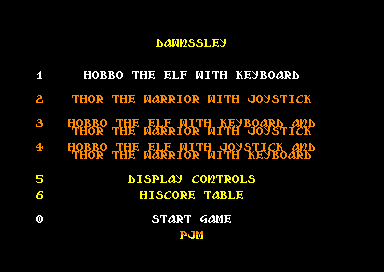 DAWNSSLEY
1 HOBBO THE ELF WITH KEYBOARD
2 THOR THE WARRIOR WITH JOYSTICK
3 HOBBO THE ELF WITH KEYBOARD AND
THOR THE WARRIOR WITH JOYSTICK
4 HOBBO THE ELF WITH JOYSTICK AND
THOR THE WARRIOR WITH KEYBOARD
5 DISPLAY CONTROLS
6 HISCORE TABLE
0 START GAME
PJM